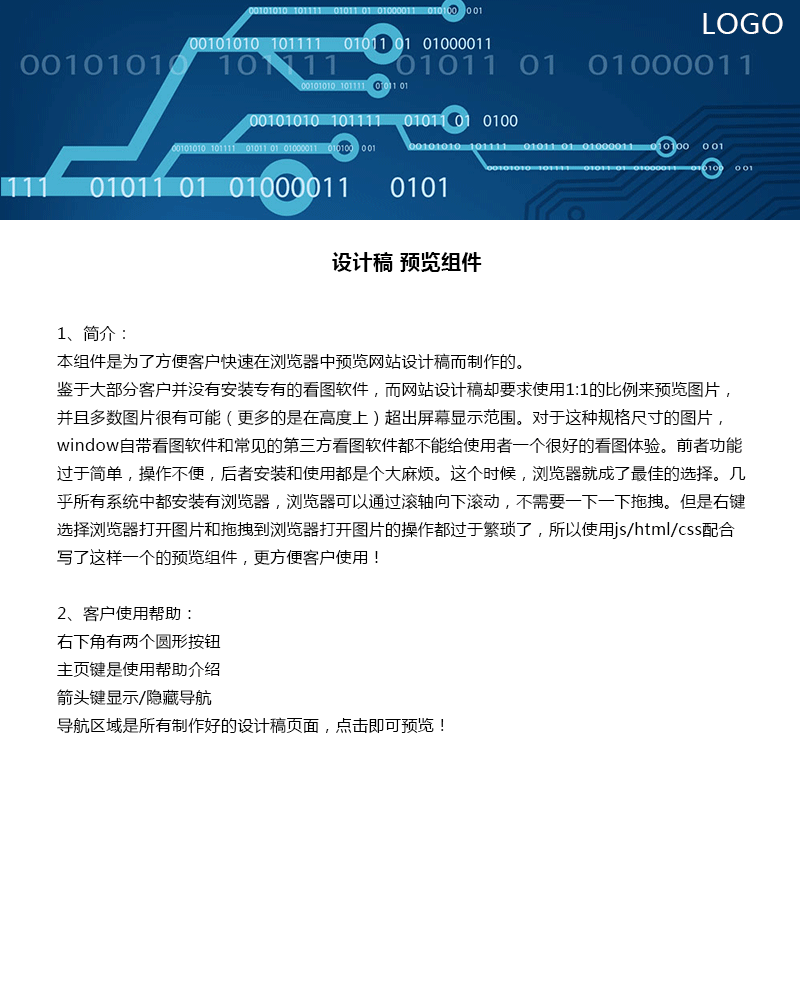 00101010 101111 01011 01 01000011 010100 0 01
LOGO
00101010 101111 01011 01 01000011
00101010 101111 01011 01 01000011
00101010 101111 01011 01
00101010 101111 01011 01 0100
00101010 101111 01011 01 01000011 010100 0 01
00101010 101111 01011 01 01000011 010100 0 01
00101010 101111 01011 01 01000011 010100 0 01
111 01011 01 01000011 0101
设计稿 预览组件
1、简介：
本组件是为了方便客户快速在浏览器中预览网站设计稿而制作的。
鉴于大部分客户并没有安装专有的看图软件，而网站设计稿却要求使用1:1的比例来预览图片，
并且多数图片很有可能（更多的是在高度上）超出屏幕显示范围。对于这种规格尺寸的图片，
window自带看图软件和常见的第三方看图软件都不能给使用者一个很好的看图体验。前者功能
过于简单，操作不便，后者安装和使用都是个大麻烦。这个时候，浏览器就成了最佳的选择。几
乎所有系统中都安装有浏览器，浏览器可以通过滚轴向下滚动，不需要一下一下拖拽。但是右键
选择浏览器打开图片和拖拽到浏览器打开图片的操作都过于繁琐了，所以使用js/html/css配合
写了这样一个的预览组件，更方便客户使用！
2、客户使用帮助：
右下角有两个圆形按钮
主页键是使用帮助介绍
箭头键显示/隐藏导航
导航区域是所有制作好的设计稿页面，点击即可预览！